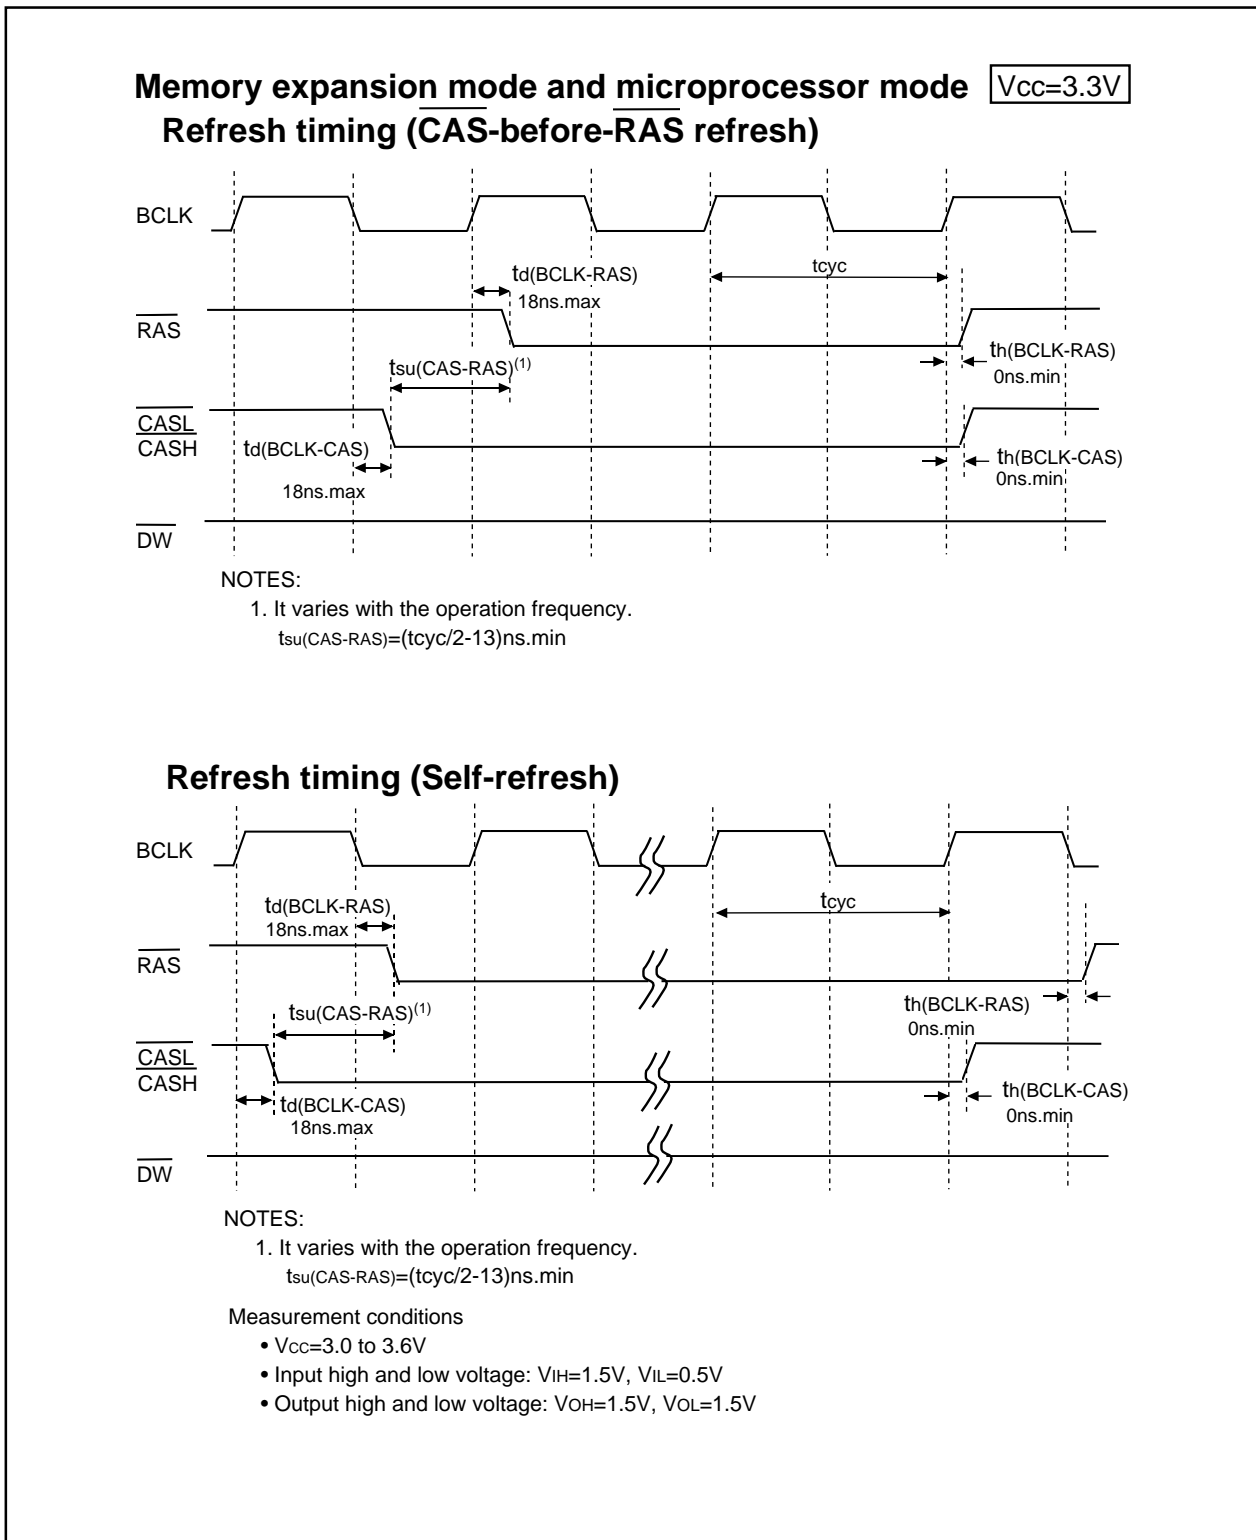 Memory expansion mode and microprocessor mode Vcc=3.3V
Refresh timing (CAS-before-RAS refresh)
BCLK
td(BCLK-RAS)
18ns.max
tcyc
RAS
th(BCLK-RAS)
0ns.min
tsu(CAS-RAS)(1)
CASL
CASH
td(BCLK-CAS)
18ns.max
th(BCLK-CAS)
0ns.min
DW
NOTES:
1. It varies with the operation frequency.
tsu(CAS-RAS)=(tcyc/2-13)ns.min
Refresh timing (Self-refresh)
BCLK
td(BCLK-RAS)
18ns.max
tcyc
RAS
tsu(CAS-RAS)(1)
th(BCLK-RAS)
0ns.min
CASL
CASH
td(BCLK-CAS)
18ns.max
th(BCLK-CAS)
0ns.min
DW
NOTES:
1. It varies with the operation frequency.
tsu(CAS-RAS)=(tcyc/2-13)ns.min
Measurement conditions
• VCC=3.0 to 3.6V
• Input high and low voltage: VIH=1.5V, VIL=0.5V
• Output high and low voltage: VOH=1.5V, VOL=1.5V